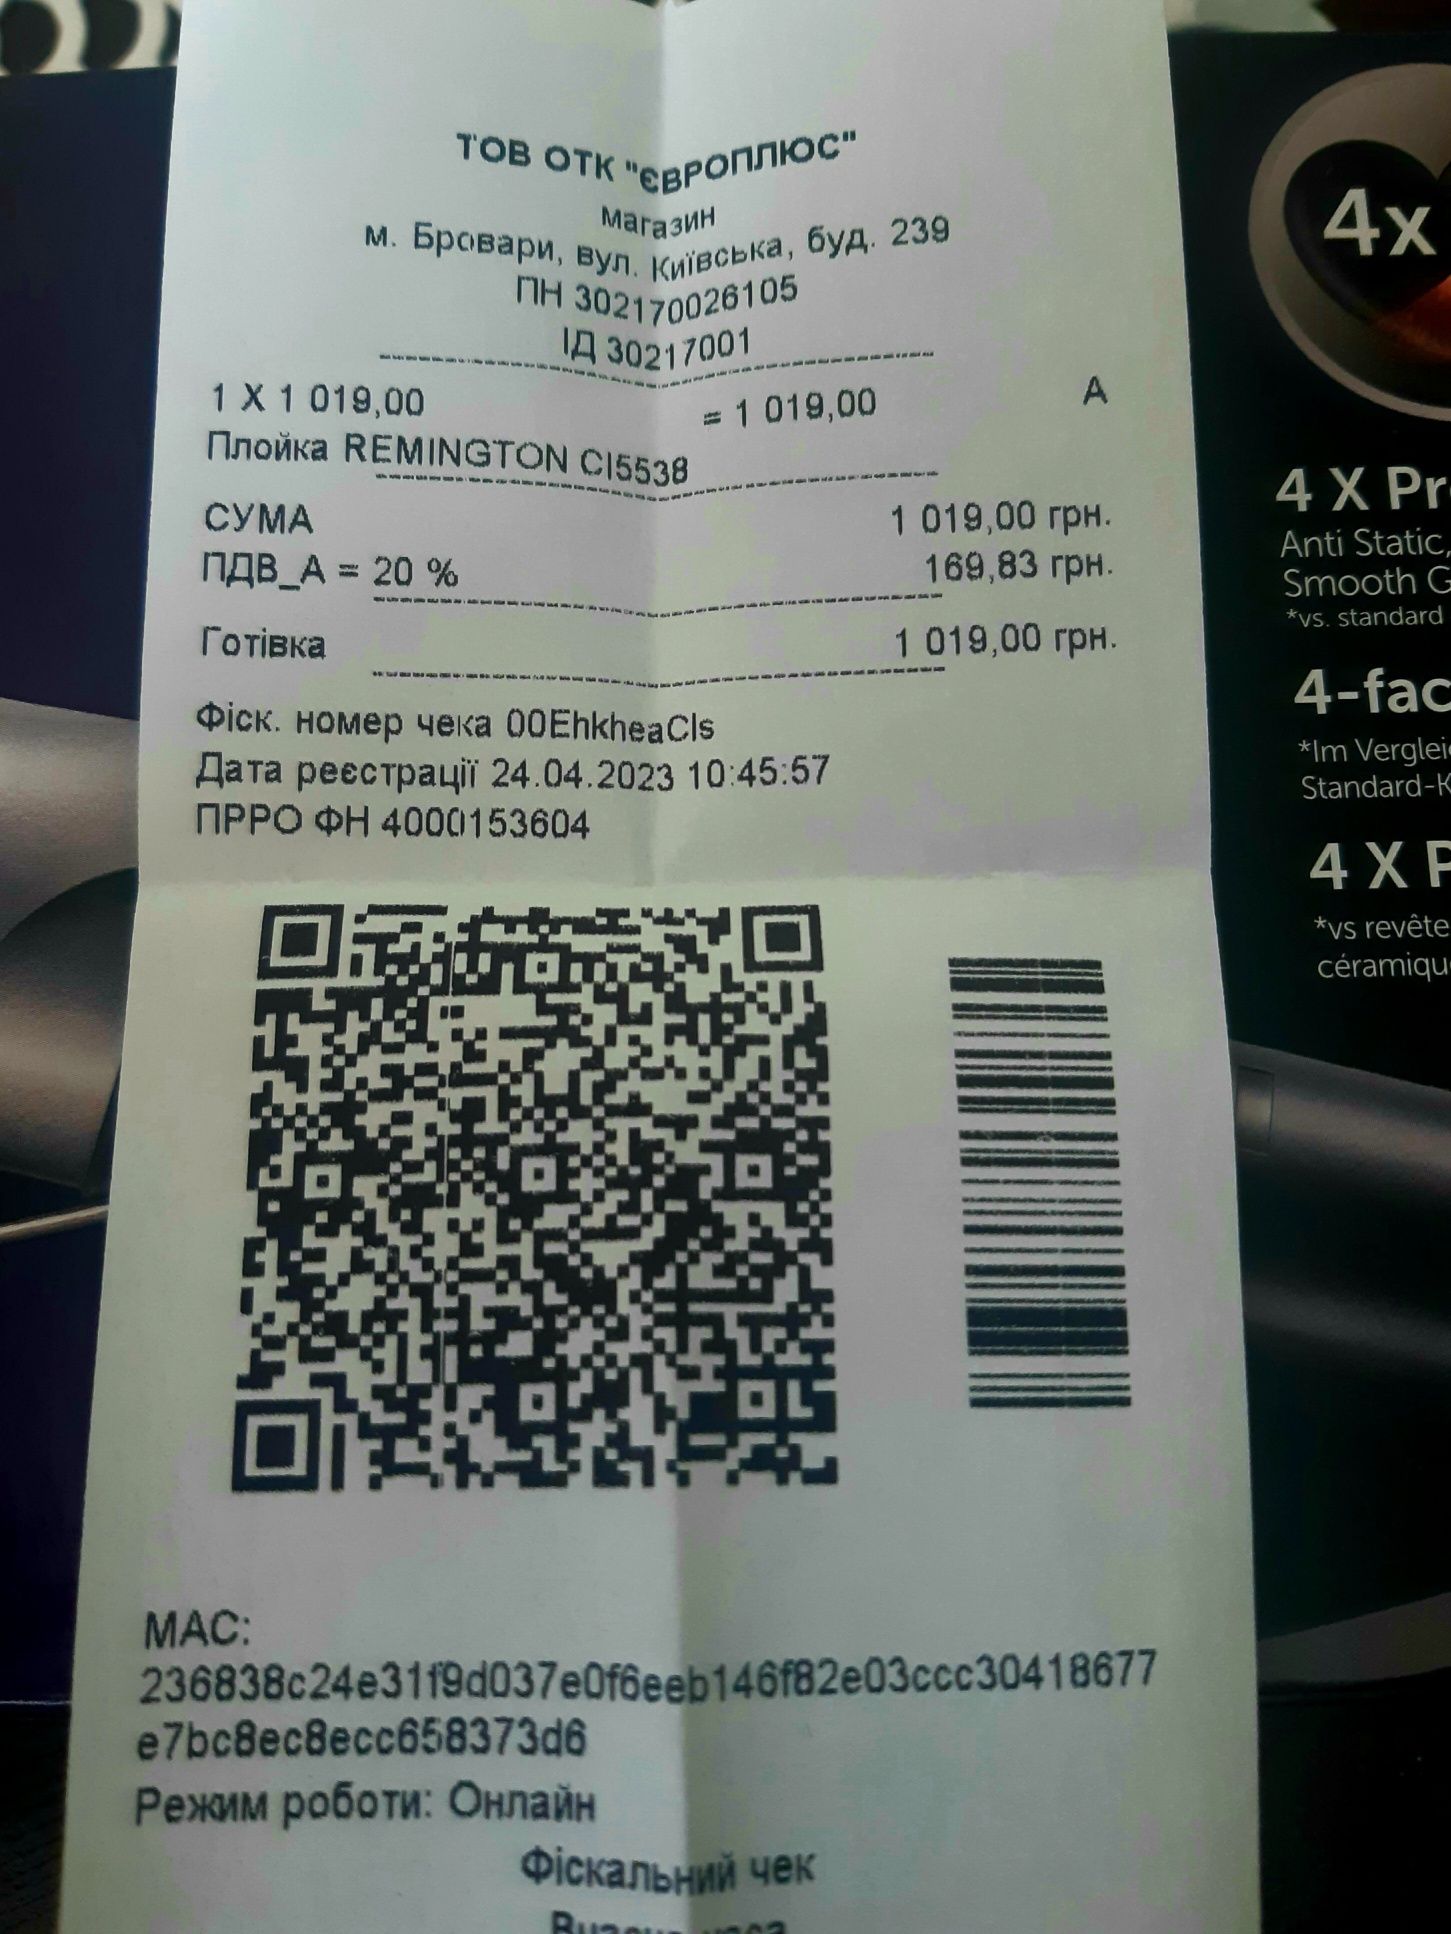 ТОВ ОТК "ЄВРОПЛЮС"
магазин
м. Бровари, вул. Київська, буд. 239
ПН 302170026105
ІД 30217001
1 X 1 019,00 = 1 019,00 А
Плойка REMINGTON CI5538
СУМА 1 019,00 грн.
ПДВ_А = 20 % 169,83 грн.
Готівка 1 019,00 грн.
Фіск. номер чека 00EhkheaCls
Дата реєстрації 24.04.2023 10:45:57
ПРРО ФН 4000153604
MAC:
236838c24e31f9d037e0f6eeb146f82e03ccc30418677
e7bc8ec8ecc658373d6
Режим роботи: Онлайн
Фіскальний чек
4x
4 X Pr
Anti Static,
Smooth G
*vs. standard
4-fac
*Im Verglei
Standard-K
4 X P
*vs revête
céramiqu